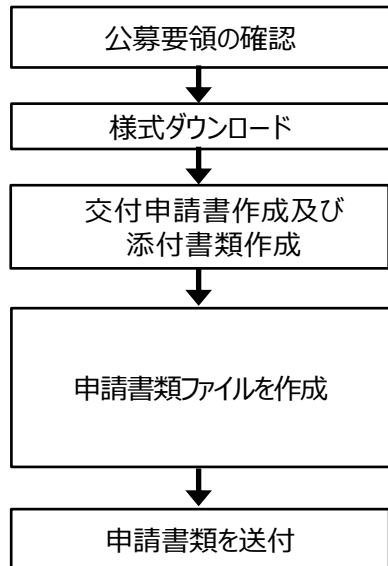 公募要領の確認
様式ダウンロード
交付申請書作成及び
添付書類作成
申請書類ファイルを作成
申請書類を送付